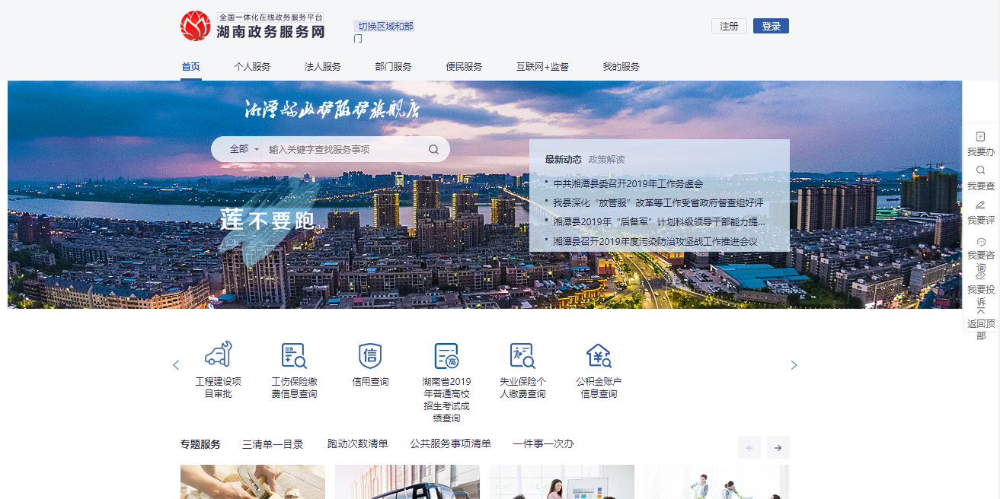 全国一体化在线政务服务平台
湖南政务服务网
切换区域和部
门
注册
登录
首页
个人服务
法人服务
部门服务
便民服务
互联网+监督
我的服务
湘潭县政务服务旗舰店
全部
输入关键字查找服务事项
莲不要跑
最新动态
政策解读
中共湘潭县委召开2019年工作务虚会
我县深化“放管服”改革等工作受省政府督查组好评
湘潭县2019年“后备军”计划科级领导干部能力提...
湘潭县召开2019年度污染防治攻坚战工作推进会议
我要办
我要查
我要评
我要咨
询
我要投
诉
返回顶
部
工程建设项
目审批
工伤保险缴
费信息查询
信
信用查询
高
湖南省2019
年普通高校
招生考试成
绩查询
失业保险个
人缴费查询
公积金账户
信息查询
专题服务
三清单一目录
跑动次数清单
公共服务事项清单
一件事一次办